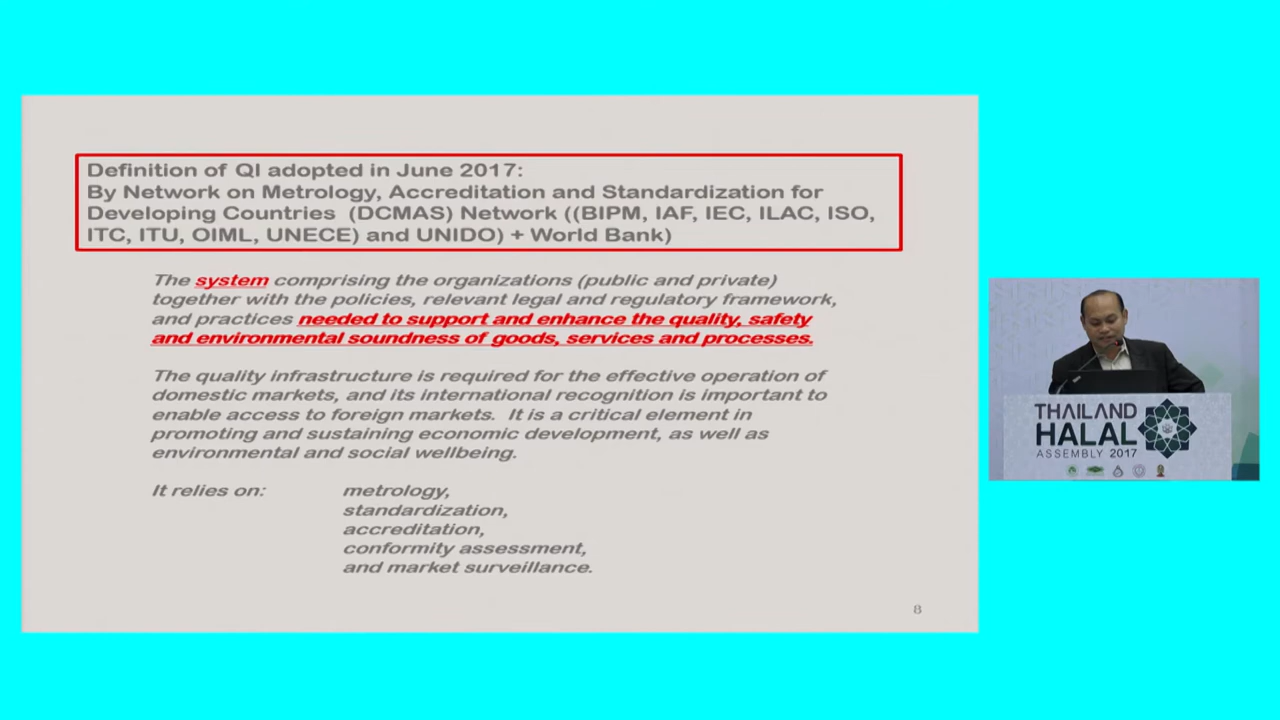 Definition of QI adopted in June 2017:
By Network on Metrology, Accreditation and Standardization for
Developing Countries (DCMAS) Network ((BIPM, IAF, IEC, ILAC, ISO,
ITC, ITU, OIML, UNECE) and UNIDO) + World Bank)
The system comprising the organizations (public and private)
together with the policies, relevant legal and regulatory framework,
and practices needed to support and enhance the quality, safety
and environmental soundness of goods, services and processes.
The quality infrastructure is required for the effective operation of
domestic markets, and its international recognition is important to
enable access to foreign markets. It is a critical element in
promoting and sustaining economic development, as well as
environmental and social wellbeing.
It relies on: metrology,
standardization,
accreditation,
conformity assessment,
and market surveillance.
8
THAILAND
HALAL
ASSEMBLY 2017